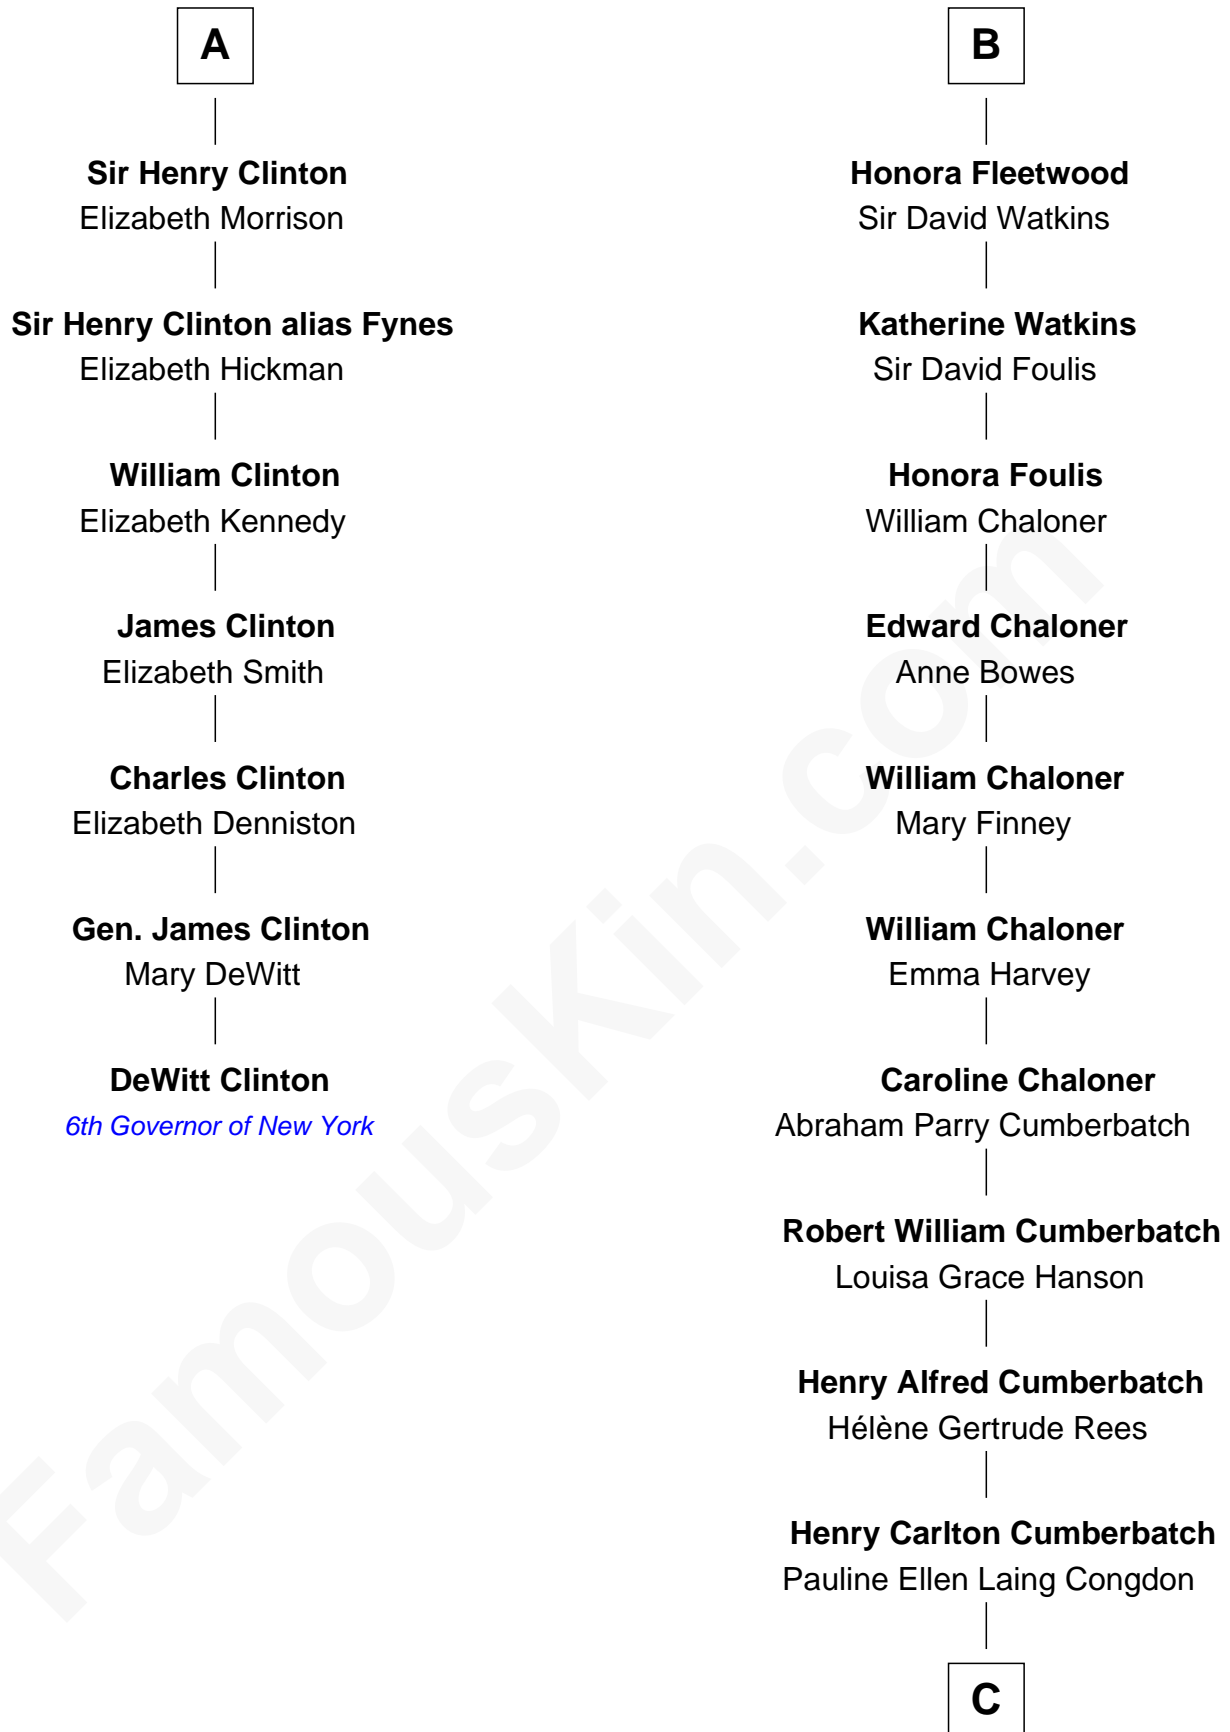 A
Sir Henry Clinton
Elizabeth Morrison
Sir Henry Clinton alias Fynes
Elizabeth Hickman
William Clinton
Elizabeth Kennedy
James Clinton
Elizabeth Smith
Charles Clinton
Elizabeth Denniston
Gen. James Clinton
Mary DeWitt
DeWitt Clinton
6th Governor of New York
B
Honora Fleetwood
Sir David Watkins
Katherine Watkins
Sir David Foulis
Honora Foulis
William Chaloner
Edward Chaloner
Anne Bowes
William Chaloner
Mary Finney
William Chaloner
Emma Harvey
Caroline Chaloner
Abraham Parry Cumberbatch
Robert William Cumberbatch
Louisa Grace Hanson
Henry Alfred Cumberbatch
Hélène Gertrude Rees
Henry Carlton Cumberbatch
Pauline Ellen Laing Congdon
C
FamousKin.com